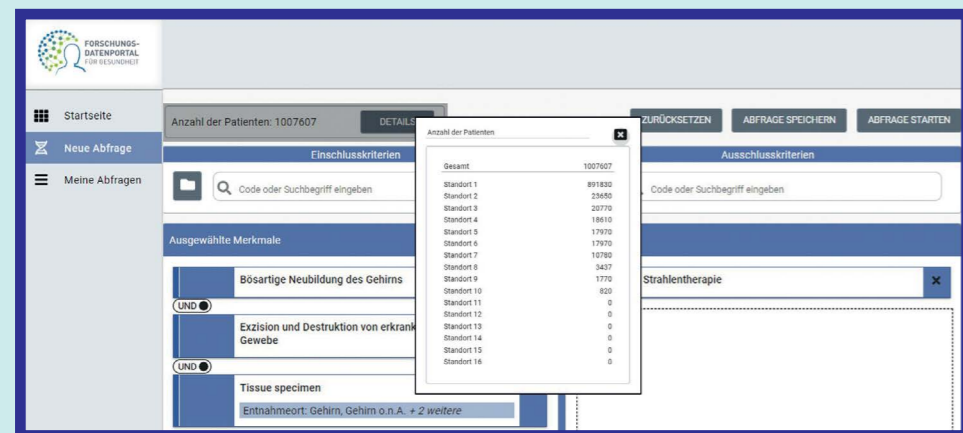 FORSCHUNGS-
DATENPORTAL
FÜR GESUNDHEIT
Startseite
Neue Abfrage
Meine Abfragen
Anzahl der Patienten: 1007607
DETAILS
ZURÜCKSETZEN
ABFRAGE SPEICHERN
ABFRAGE STARTEN
Einschlusskriterien
Ausschlusskriterien
Code oder Suchbegriff eingeben
Code oder Suchbegriff eingeben
Ausgewählte Merkmale
Bösartige Neubildung des Gehirns
UND
Exzision und Destruktion von erkrank
Gewebe
UND
Tissue specimen
Entnahmeort: Gehirn, Gehirn o.n.A. + 2 weitere
Strahlentherapie
Anzahl der Patienten
Gesamt 1007607
Standort 1 891830
Standort 2 23650
Standort 3 20770
Standort 4 18610
Standort 5 17970
Standort 6 17970
Standort 7 10780
Standort 8 3437
Standort 9 1770
Standort 10 820
Standort 11 0
Standort 12 0
Standort 13 0
Standort 14 0
Standort 15 0
Standort 16 0